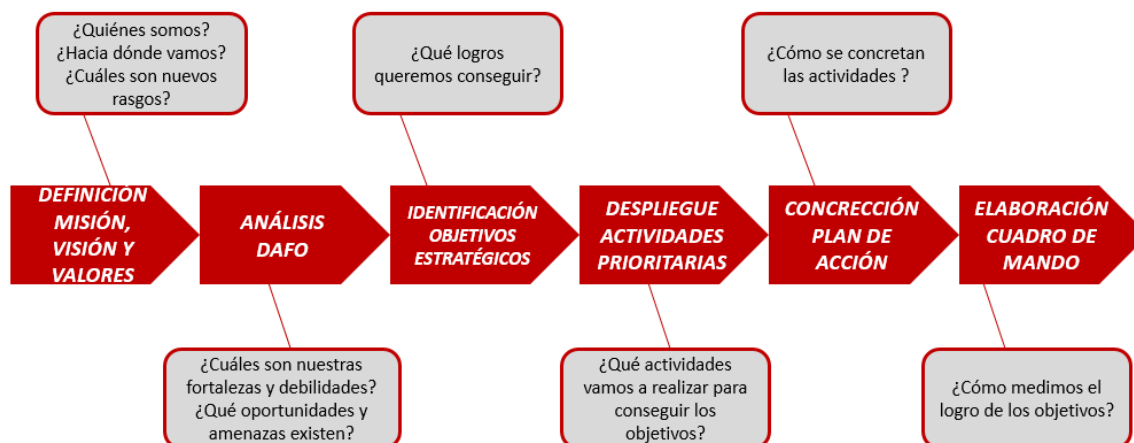 ¿Quiénes somos?
¿Hacia dónde vamos?
¿Cuáles son nuevos
rasgos?
¿Qué logros
queremos conseguir?
¿Cómo se concretan
las actividades ?
DEFINICIÓN
MISIÓN,
VISIÓN Y
VALORES
ANÁLISIS
DAFO
IDENTIFICACIÓN
OBJETIVOS
ESTRATÉGICOS
DESPLIEGUE
ACTIVIDADES
PRIORITARIAS
CONCRECCIÓN
PLAN DE
ACCIÓN
ELABORACIÓN
CUADRO DE
MANDO
¿Cuáles son nuestras
fortalezas y debilidades?
¿Qué oportunidades y
amenazas existen?
¿Qué actividades
vamos a realizar para
conseguir los
objetivos?
¿Cómo medimos el
logro de los objetivos?